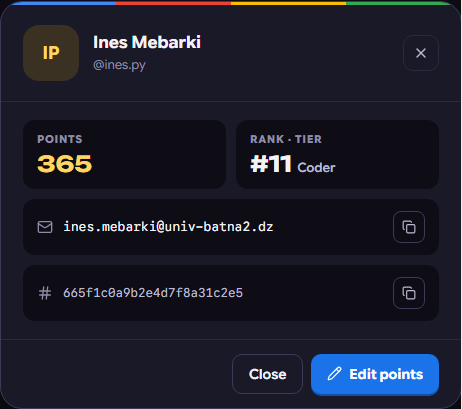 IP
Ines Mebarki
@ines.py
POINTS
365
RANK · TIER
#11 Coder
ines.mebarki@univ-batna2.dz
665f1c0a9b2e4d7f8a31c2e5
Close
Edit points